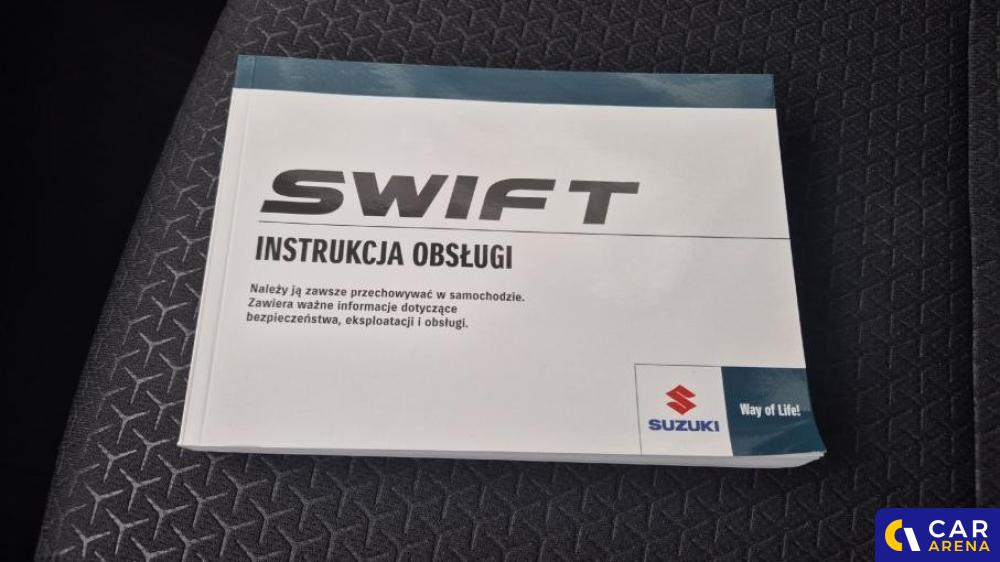 SWIFT
INSTRUKCJA OBSŁUGI
Należy ją zawsze przechowywać w samochodzie.
Zawiera ważne informacje dotyczące
bezpieczeństwa, eksploatacji i obsługi.
SUZUKI
Way of Life!
CAR
ARENA